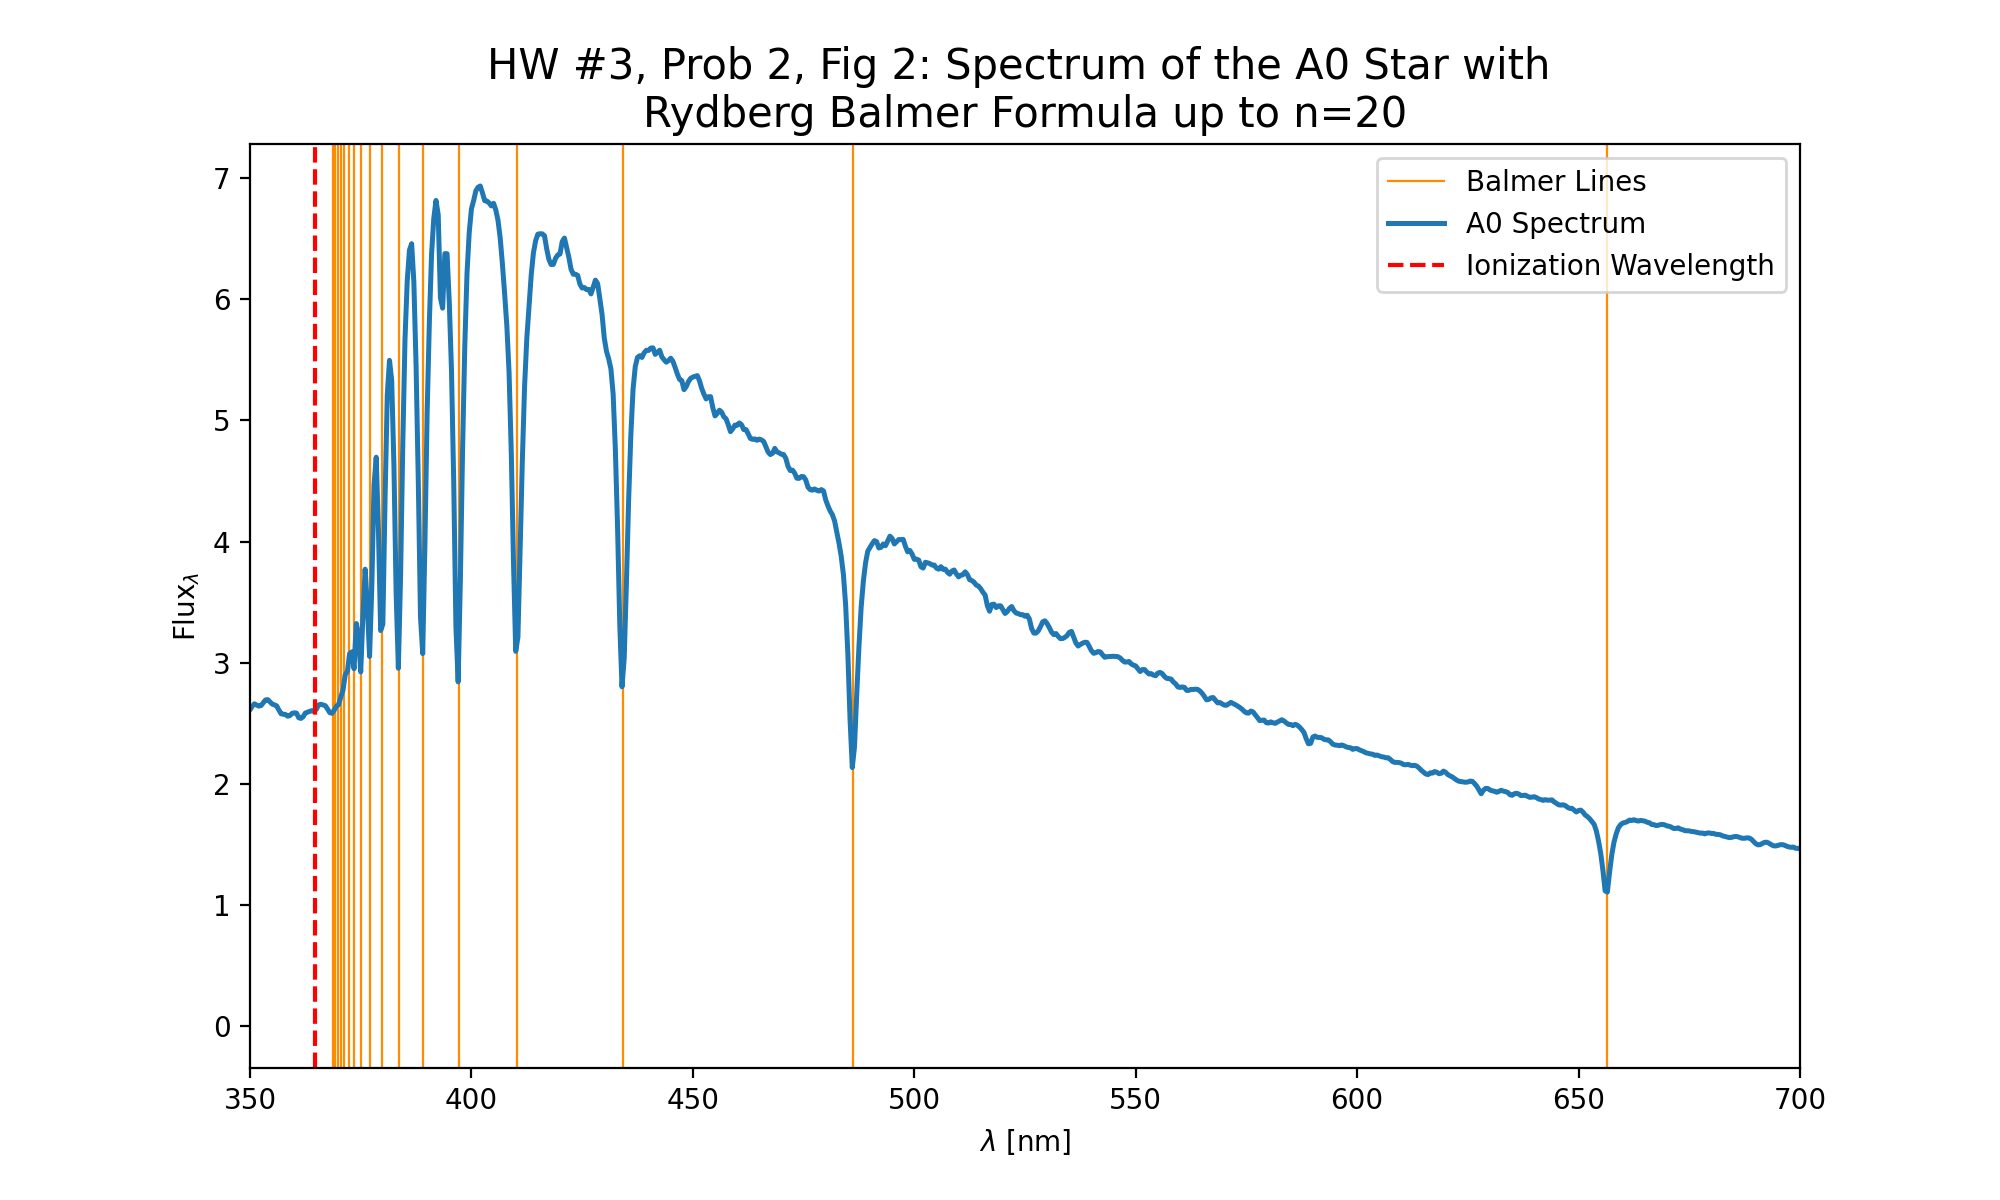 HW #3, Prob 2, Fig 2: Spectrum of the A0 Star with
Rydberg Balmer Formula up to n=20
Balmer Lines
A0 Spectrum
Ionization Wavelength
7
6
5
4
3
2
1
0
Fluxλ
350 400 450 500 550 600 650 700
λ [nm]